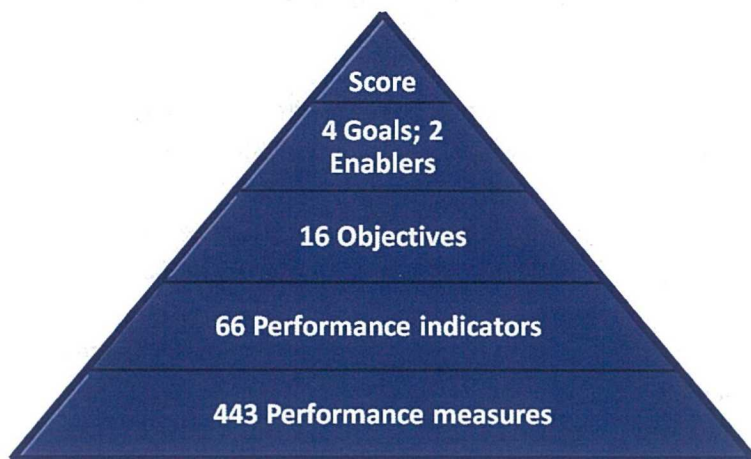 Score
4 Goals; 2
Enablers
16 Objectives
66 Performance indicators
443 Performance measures